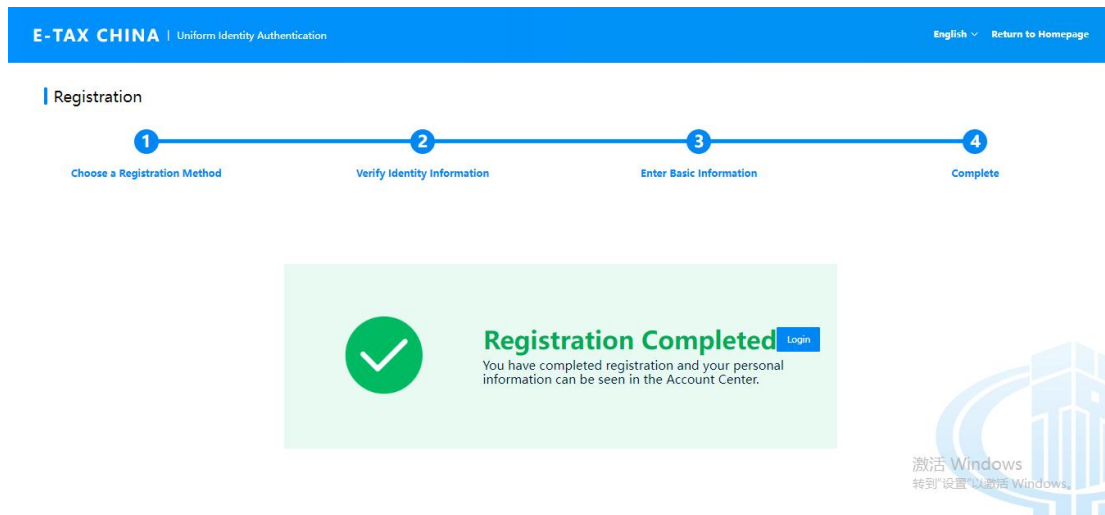 E-TAX CHINA | Uniform Identity Authentication English Return to Homepage
Registration
1 2 3 4
Choose a Registration Method Verify Identity Information Enter Basic Information Complete
Registration Completed Login
You have completed registration and your personal
information can be seen in the Account Center.
激活 Windows
转到"设置"以激活 Windows。